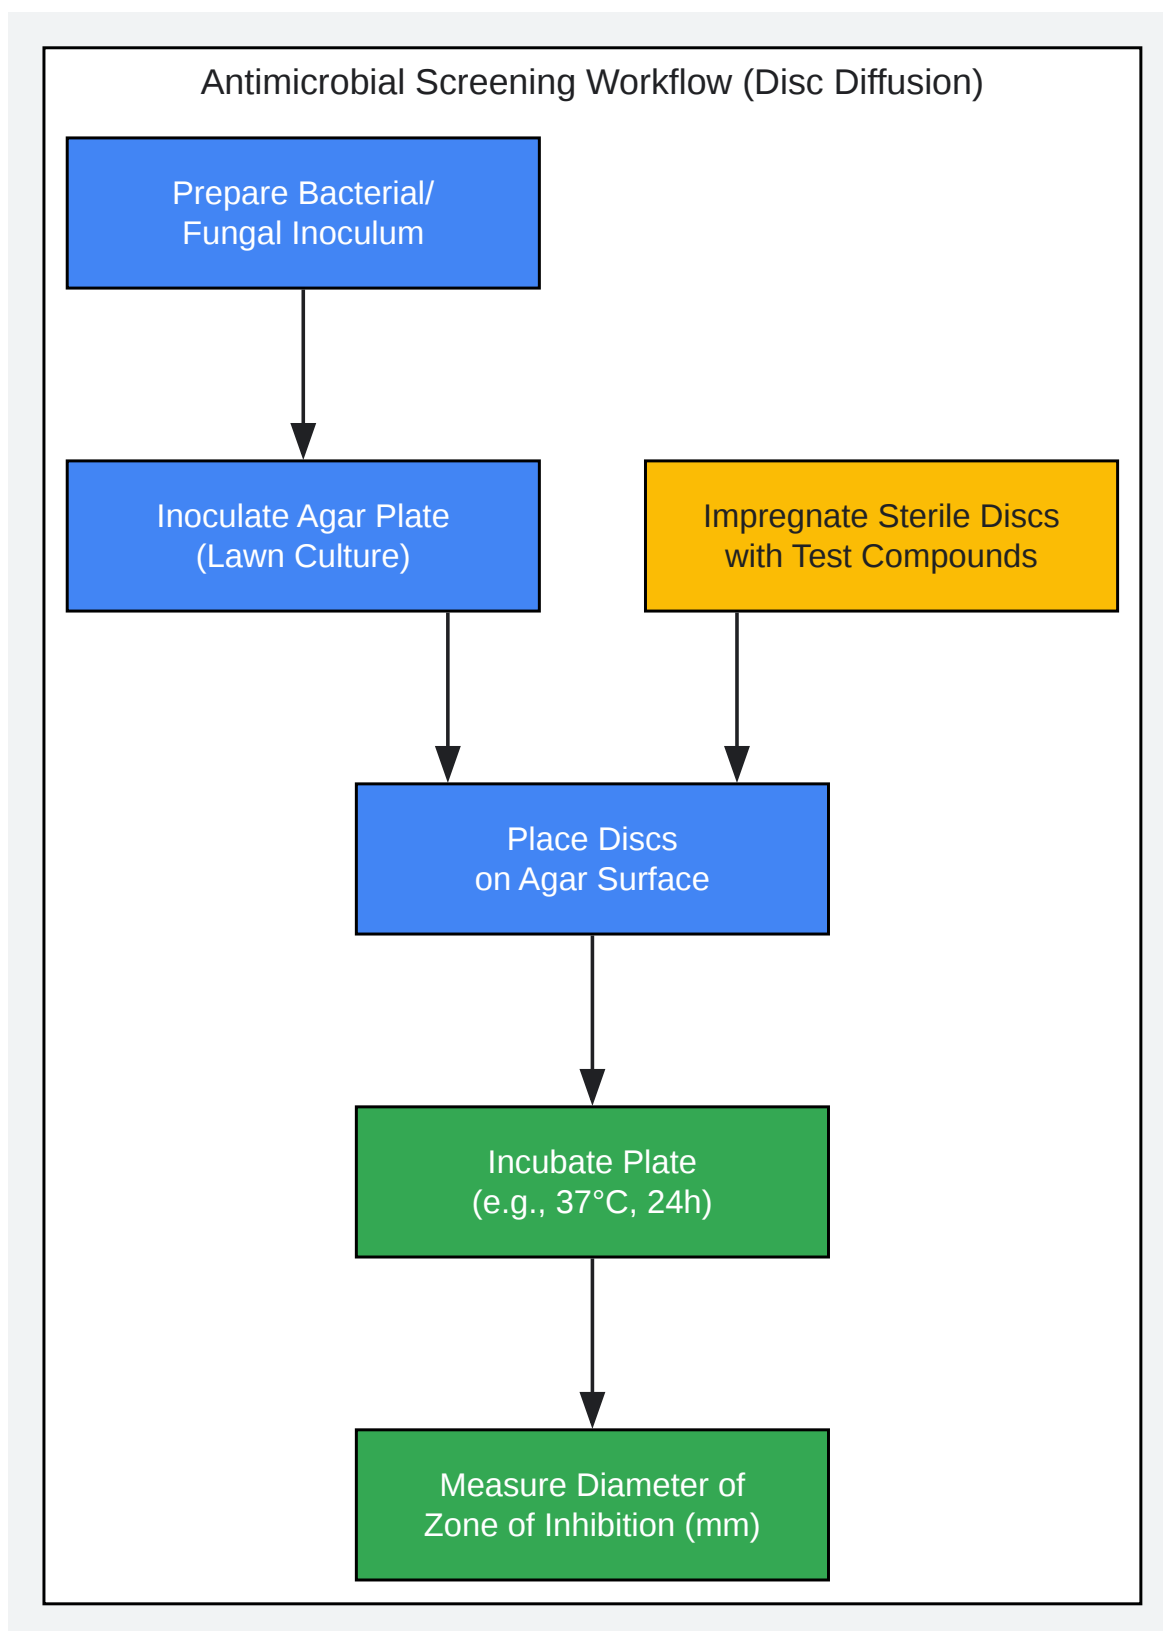 Antimicrobial Screening Workflow (Disc Diffusion)
Prepare Bacterial/
Fungal Inoculum
Inoculate Agar Plate
(Lawn Culture)
Impregnate Sterile Discs
with Test Compounds
Place Discs
on Agar Surface
Incubate Plate
(e.g., 37°C, 24h)
Measure Diameter of
Zone of Inhibition (mm)